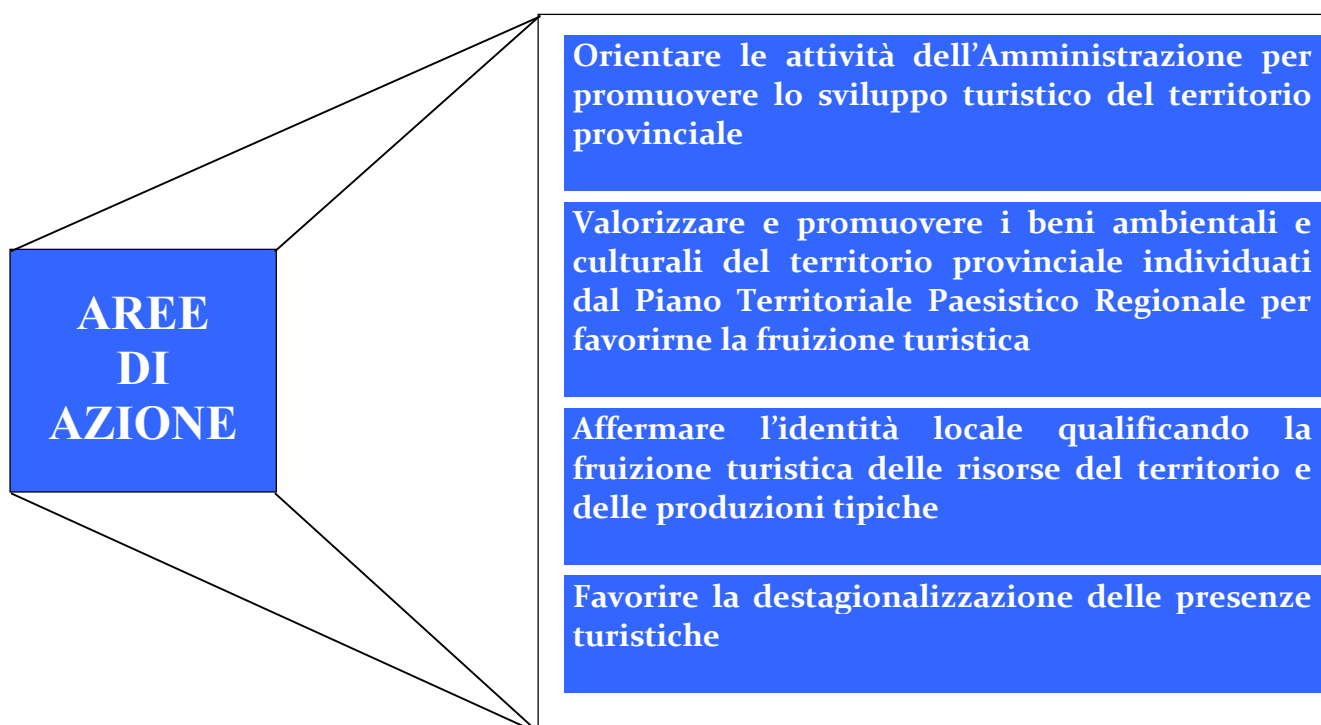 AREE
DI
AZIONE
Orientare le attività dell’Amministrazione per
promuovere lo sviluppo turistico del territorio
provinciale
Valorizzare e promuovere i beni ambientali e
culturali del territorio provinciale individuati
dal Piano Territoriale Paesistico Regionale per
favorirne la fruizione turistica
Affermare l’identità locale qualificando la
fruizione turistica delle risorse del territorio e
delle produzioni tipiche
Favorire la destagionalizzazione delle presenze
turistiche